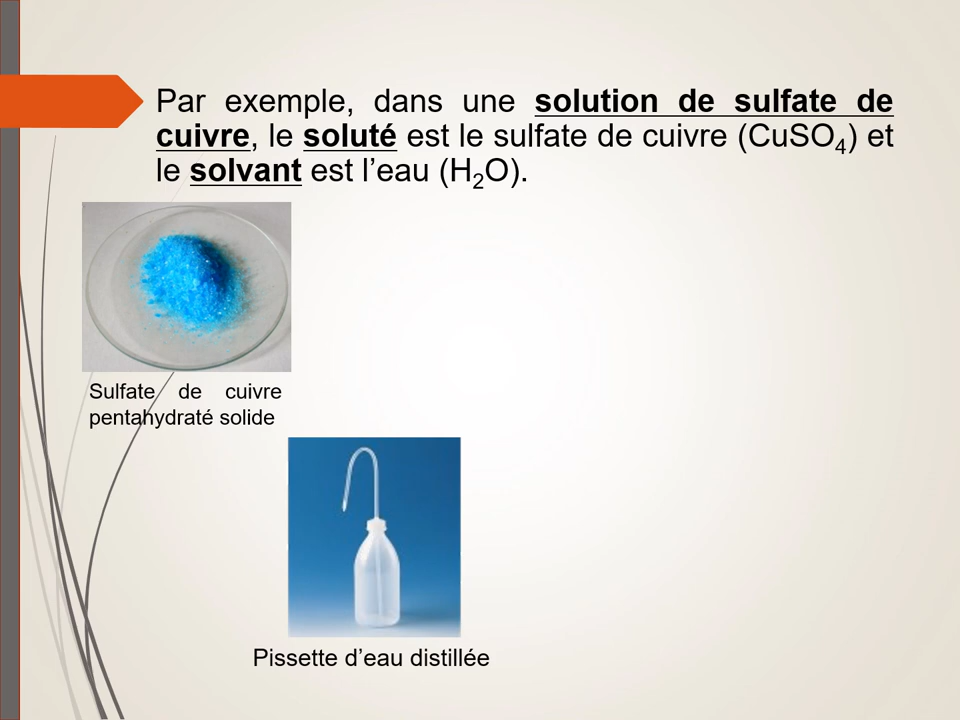 Par exemple, dans une solution de sulfate de
cuivre, le soluté est le sulfate de cuivre (CuSO₄) et
le solvant est l’eau (H₂O).
Sulfate de cuivre
pentahydraté solide
Pissette d’eau distillée